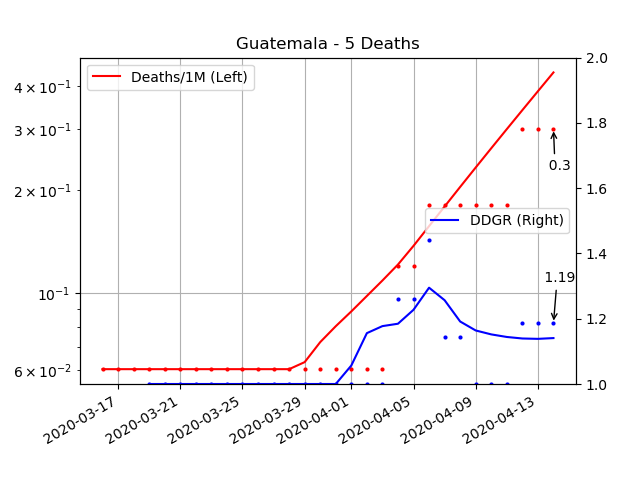 Guatemala - 5 Deaths
Deaths/1M (Left)
DDGR (Right)
4 × 10⁻¹
3 × 10⁻¹
2 × 10⁻¹
10⁻¹
6 × 10⁻²
2.0
1.8
1.6
1.4
1.2
1.0
0.3
1.19
2020-03-17
2020-03-21
2020-03-25
2020-03-29
2020-04-01
2020-04-05
2020-04-09
2020-04-13